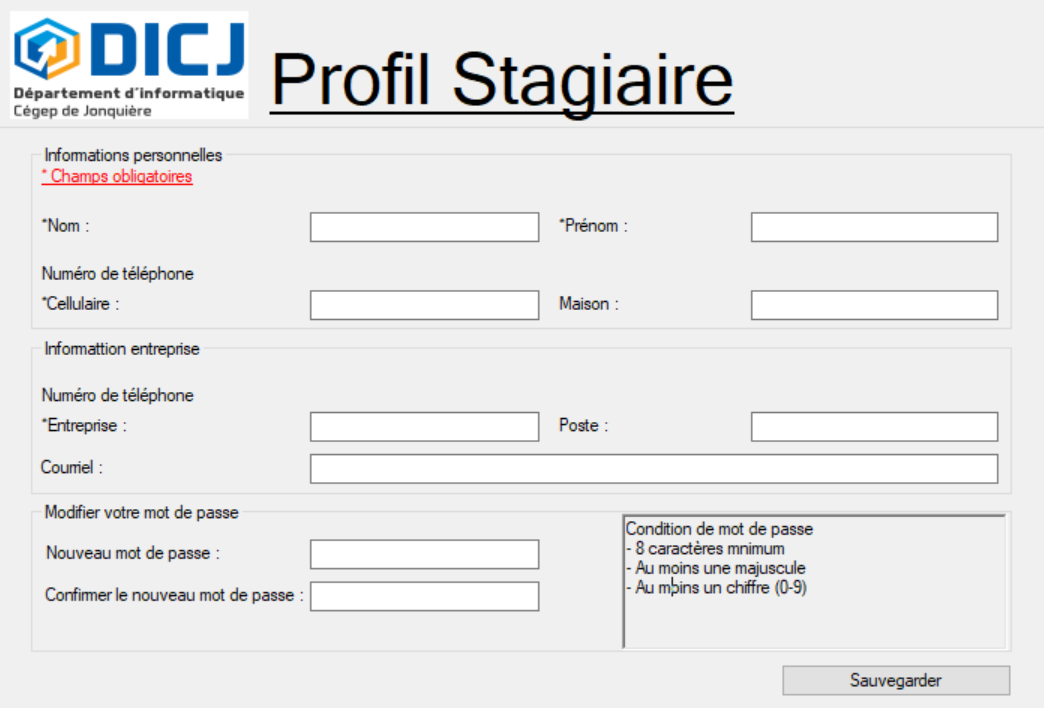 DICJ
Département d'informatique
Cégep de Jonquière
Profil Stagiaire
Informations personnelles
* Champs obligatoires
*Nom :
*Prénom :
Numéro de téléphone
*Cellulaire :
Maison :
Informattion entreprise
Numéro de téléphone
*Entreprise :
Poste :
Courriel :
Modifier votre mot de passe
Nouveau mot de passe :
Confirmer le nouveau mot de passe :
Condition de mot de passe
- 8 caractères mnimum
- Au moins une majuscule
- Au moins un chiffre (0-9)
Sauvegarder